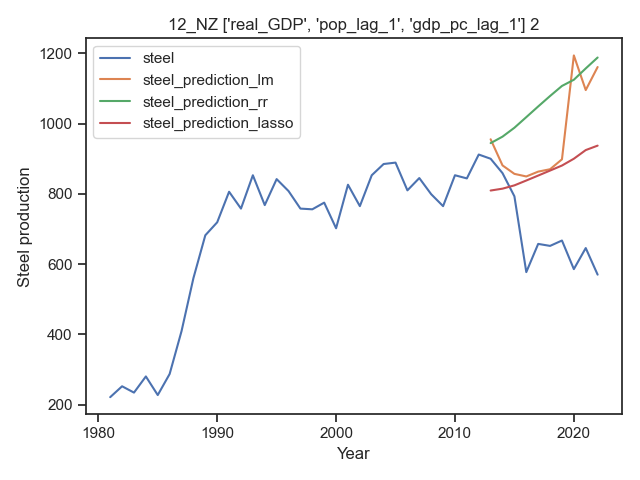 12_NZ ['real_GDP', 'pop_lag_1', 'gdp_pc_lag_1'] 2
steel
steel_prediction_lm
steel_prediction_rr
steel_prediction_lasso
Steel production
1200
1000
800
600
400
200
1980
1990
2000
2010
2020
Year